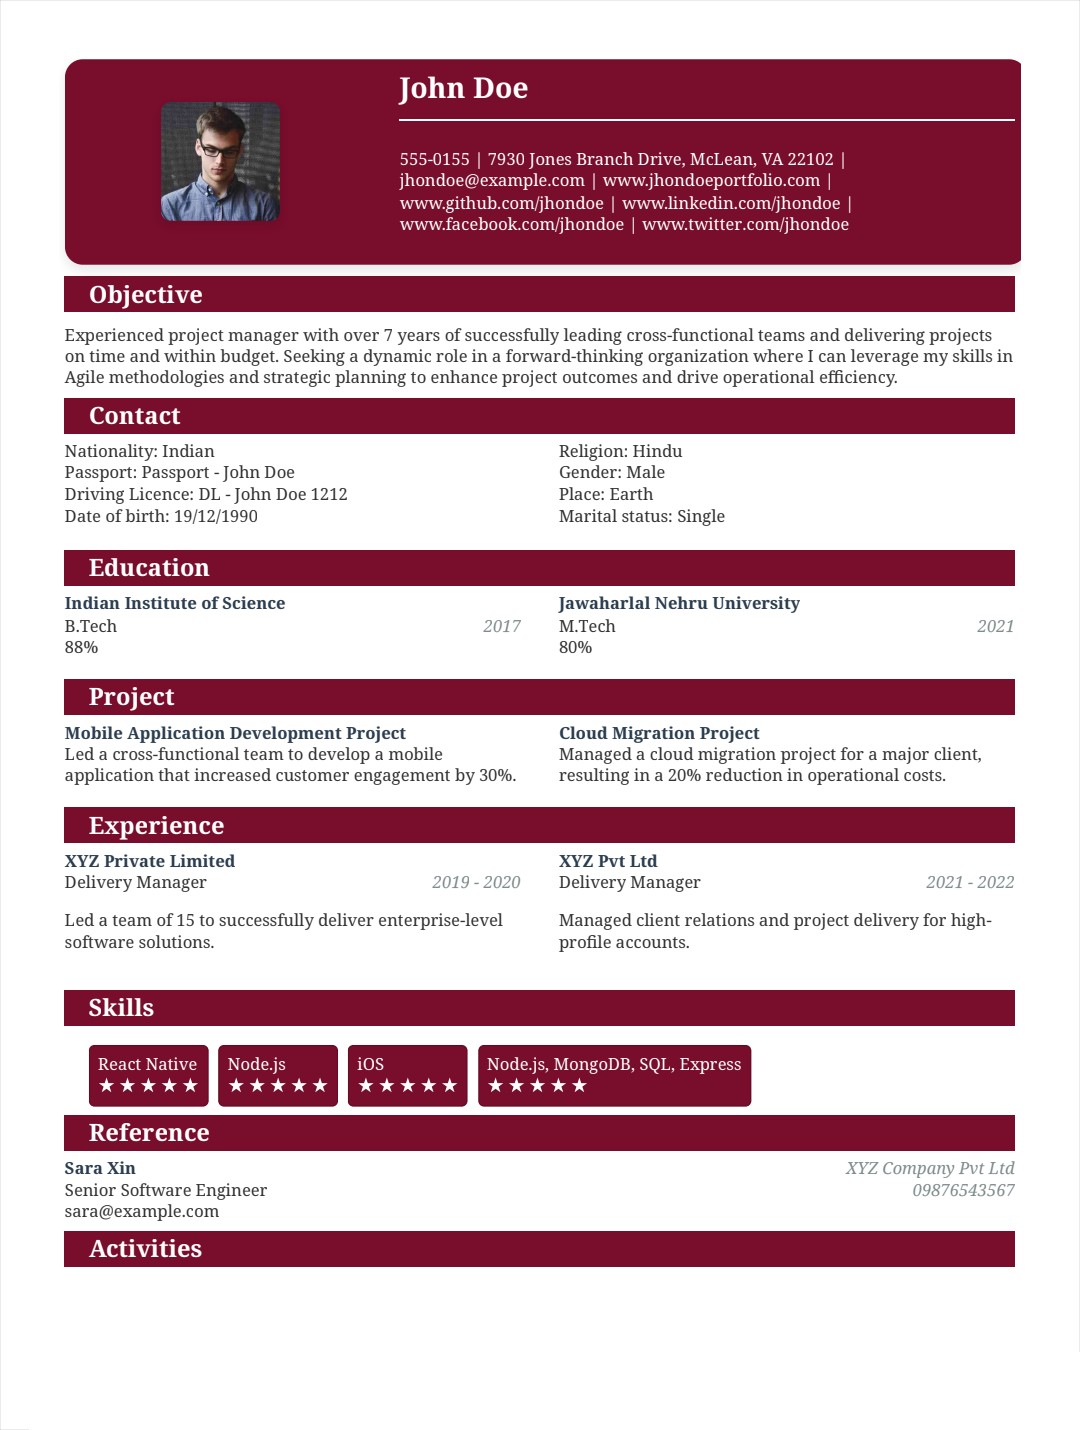 John Doe
555-0155 | 7930 Jones Branch Drive, McLean, VA 22102 |
jhondoe@example.com | www.jhondoeportfolio.com |
www.github.com/jhondoe | www.linkedin.com/jhondoe |
www.facebook.com/jhondoe | www.twitter.com/jhondoe
Objective
Experienced project manager with over 7 years of successfully leading cross-functional teams and delivering projects
on time and within budget. Seeking a dynamic role in a forward-thinking organization where I can leverage my skills in
Agile methodologies and strategic planning to enhance project outcomes and drive operational efficiency.
Contact
Nationality: Indian
Passport: Passport - John Doe
Driving Licence: DL - John Doe 1212
Date of birth: 19/12/1990
Religion: Hindu
Gender: Male
Place: Earth
Marital status: Single
Education
Indian Institute of Science
B.Tech 2017
88%
Jawaharlal Nehru University
M.Tech 2021
80%
Project
Mobile Application Development Project
Led a cross-functional team to develop a mobile
application that increased customer engagement by 30%.
Cloud Migration Project
Managed a cloud migration project for a major client,
resulting in a 20% reduction in operational costs.
Experience
XYZ Private Limited
Delivery Manager 2019 - 2020
Led a team of 15 to successfully deliver enterprise-level
software solutions.
XYZ Pvt Ltd
Delivery Manager 2021 - 2022
Managed client relations and project delivery for high-
profile accounts.
Skills
React Native
★★★★★
Node.js
★★★★★
iOS
★★★★★
Node.js, MongoDB, SQL, Express
★★★★★
Reference
Sara Xin XYZ Company Pvt Ltd
Senior Software Engineer 09876543567
sara@example.com
Activities